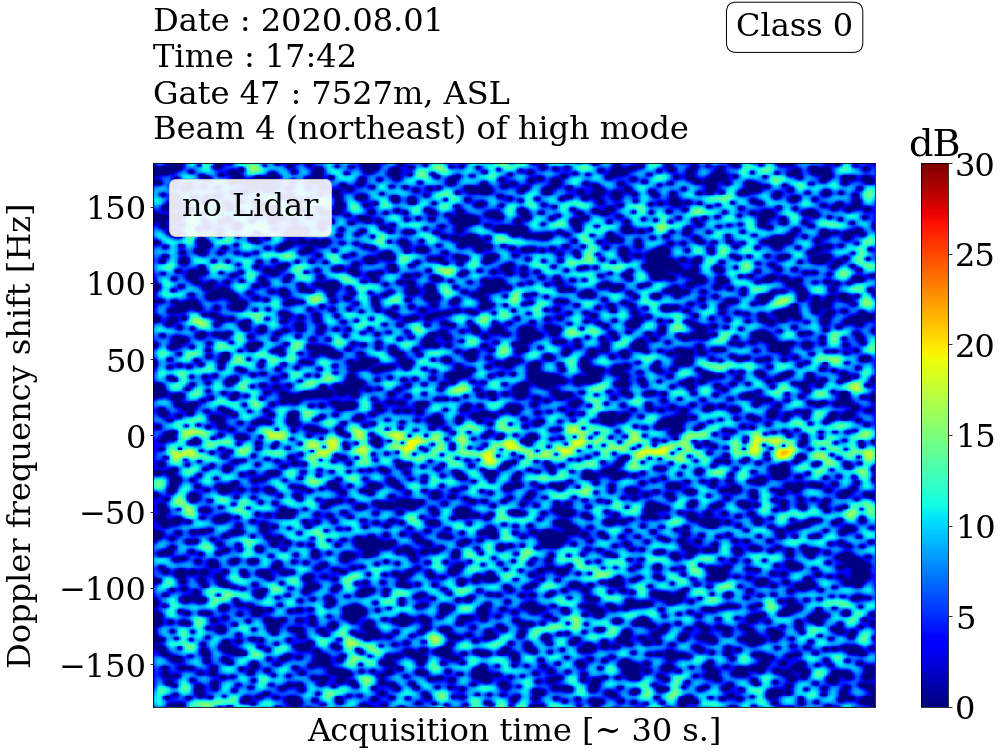 Date : 2020.08.01
Time : 17:42
Gate 47 : 7527m, ASL
Beam 4 (northeast) of high mode
Class 0
no Lidar
dB
30
25
20
15
10
5
0
Doppler frequency shift [Hz]
150
100
50
0
−50
−100
−150
Acquisition time [~ 30 s.]